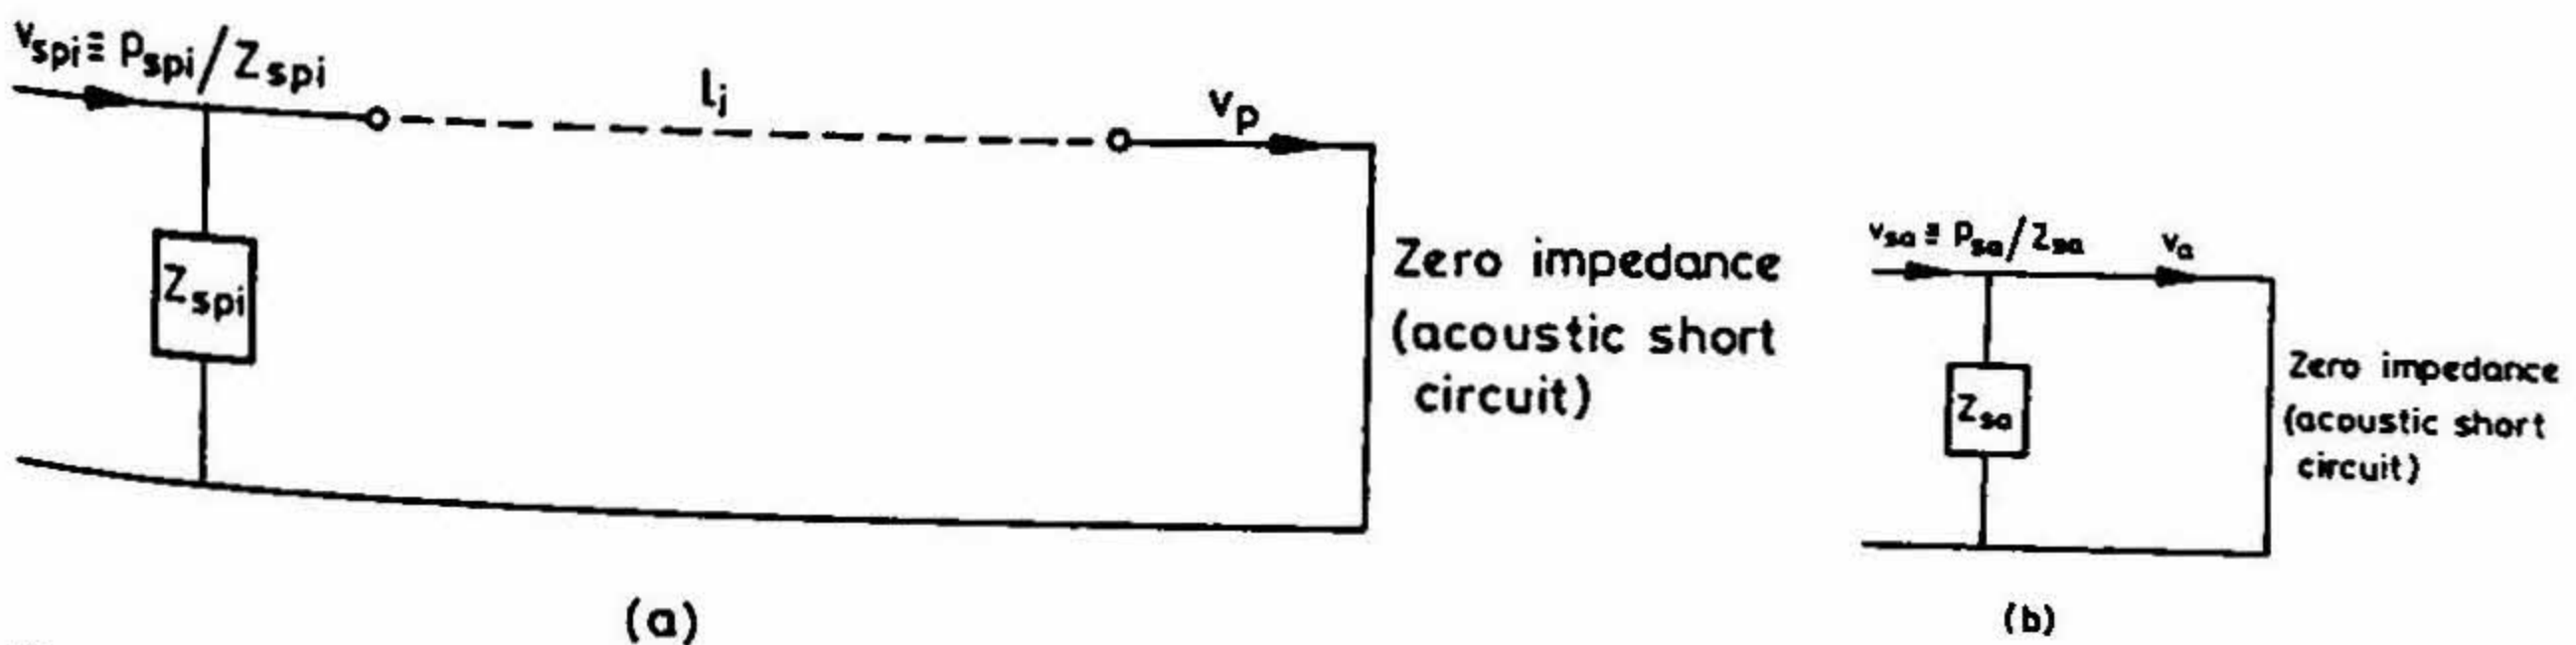 v_spi ≡ p_spi/Z_spi
l_j
v_p
Z_spi
Zero impedance
(acoustic short
circuit)
(a)
v_sa ≡ p_sa/Z_sa
v_a
Z_sa
Zero impedance
(acoustic short
circuit)
(b)